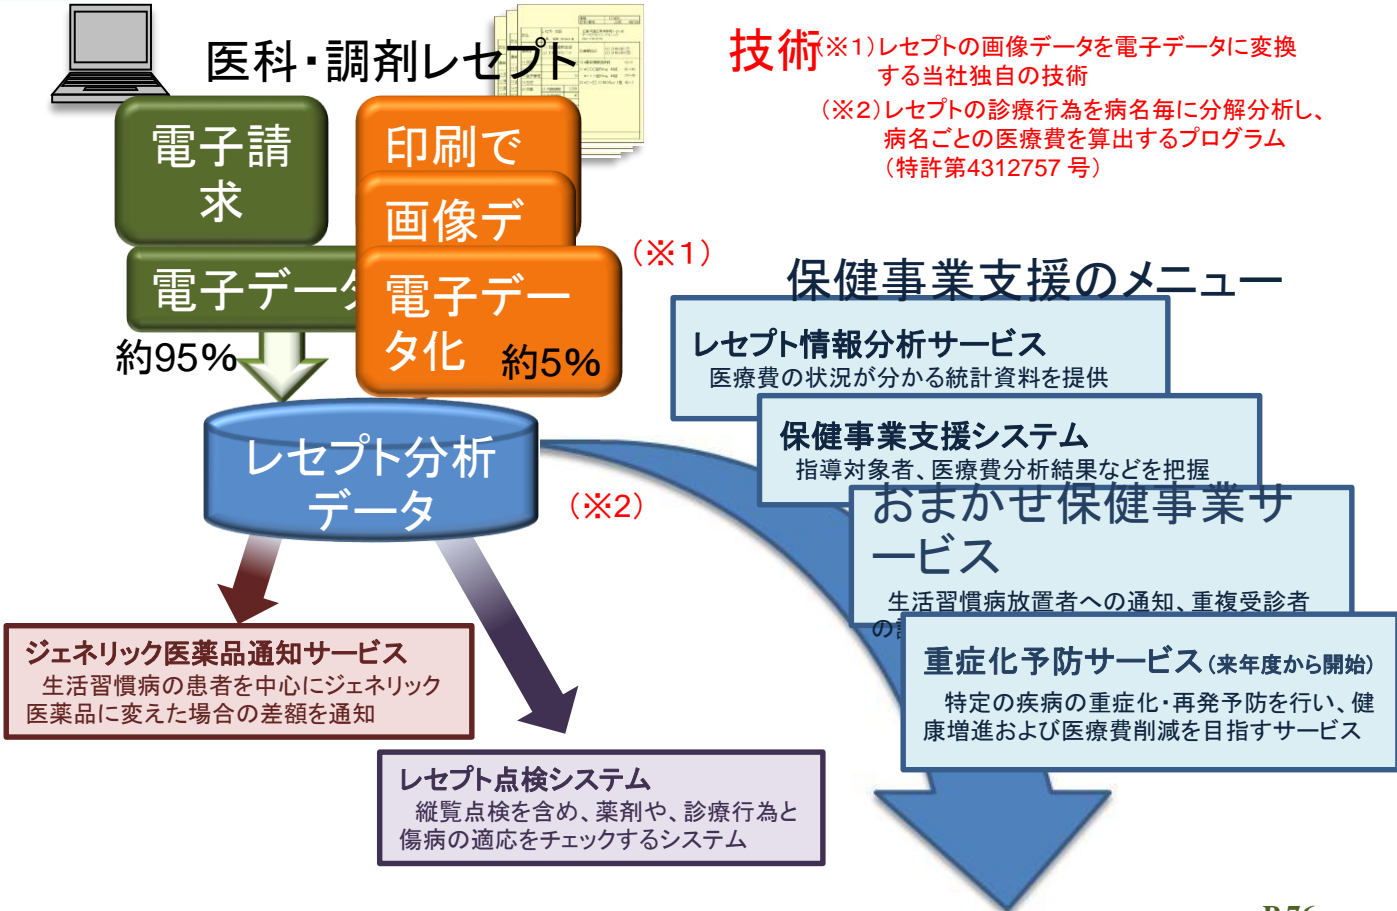 医科・調剤レセプト
技術
(※1)レセプトの画像データを電子データに変換
する当社独自の技術
(※2)レセプトの診療行為を病名毎に分解分析し、
病名ごとの医療費を算出するプログラム
(特許第4312757 号)
電子請
求
電子データ
約95%
印刷で
画像デ
電子デー
タ化
約5%
(※1)
レセプト分析
データ
(※2)
保健事業支援のメニュー
レセプト情報分析サービス
医療費の状況が分かる統計資料を提供
保健事業支援システム
指導対象者、医療費分析結果などを把握
おまかせ保健事業サ
ービス
生活習慣病放置者への通知、重複受診者
の
重症化予防サービス(来年度から開始)
特定の疾病の重症化・再発予防を行い、健
康増進および医療費削減を目指すサービス
ジェネリック医薬品通知サービス
生活習慣病の患者を中心にジェネリック
医薬品に変えた場合の差額を通知
レセプト点検システム
縦覧点検を含め、薬剤や、診療行為と
傷病の適応をチェックするシステム
P.76